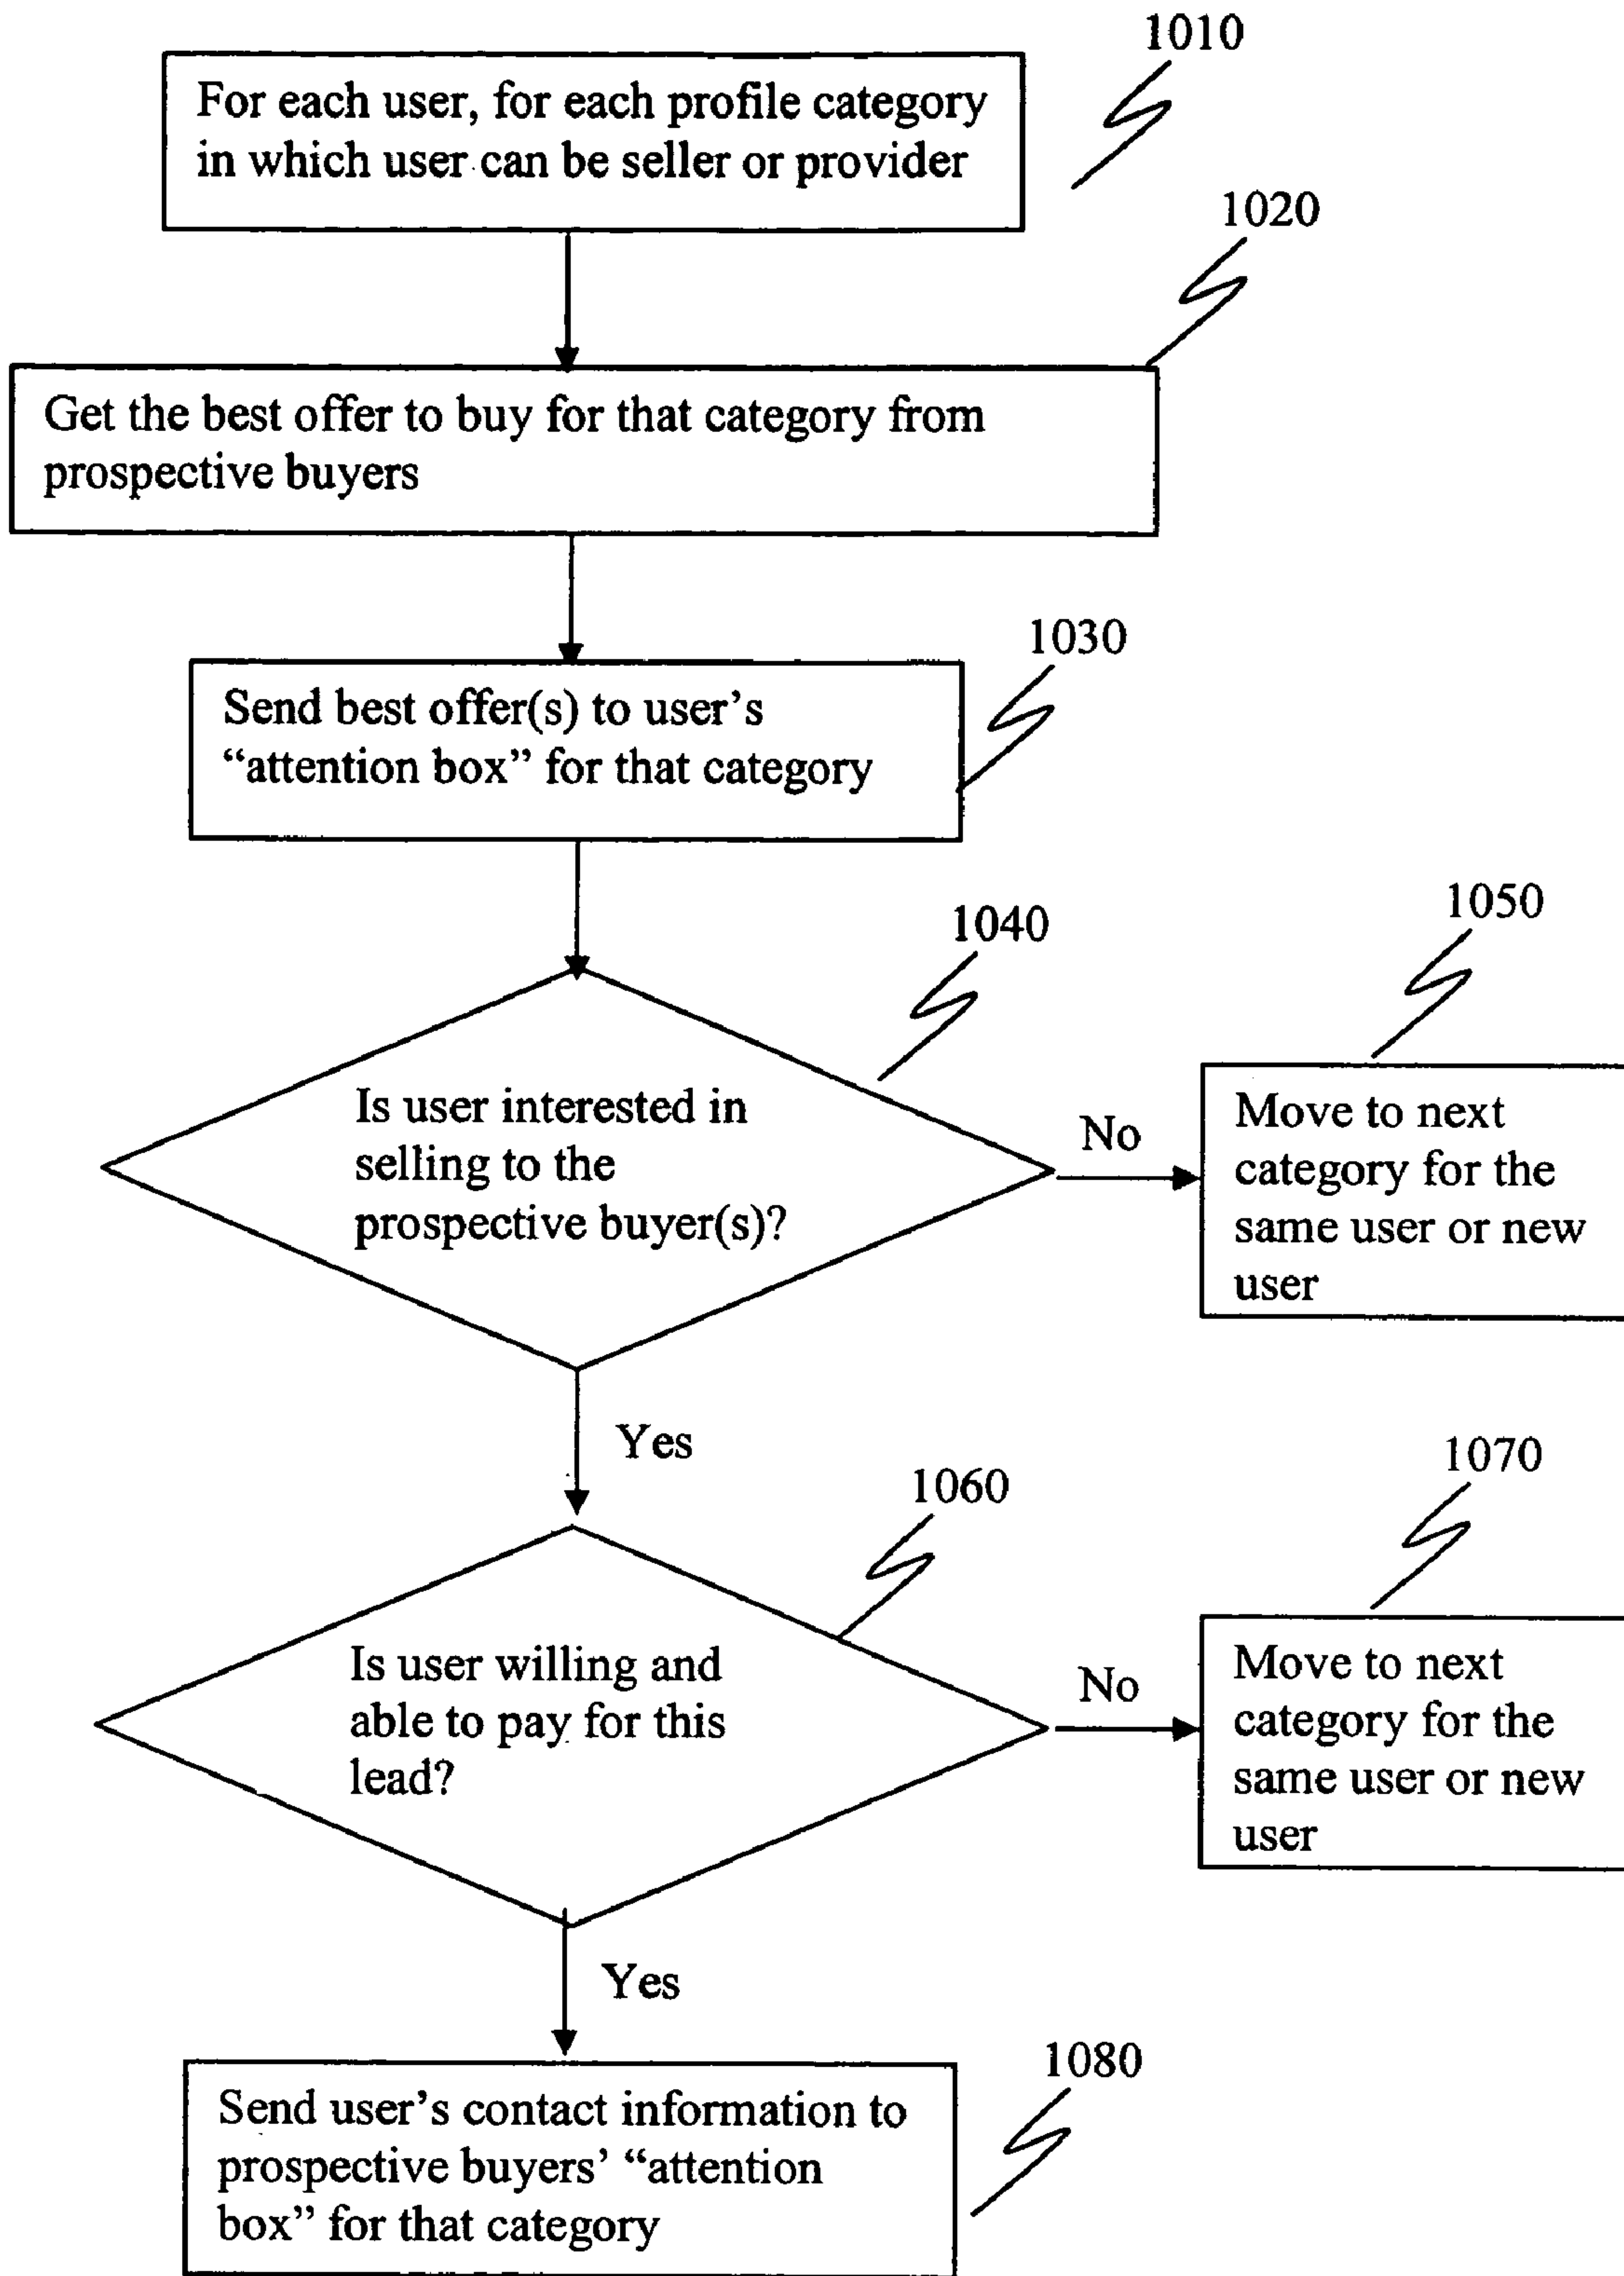 1010
For each user, for each profile category
in which user can be seller or provider
1020
Get the best offer to buy for that category from
prospective buyers
1030
Send best offer(s) to user’s
“attention box” for that category
1040
1050
Is user interested in
selling to the
prospective buyer(s)?
No
Move to next
category for the
same user or new
user
Yes
1060
1070
Is user willing and
able to pay for this
lead?
No
Move to next
category for the
same user or new
user
Yes
1080
Send user’s contact information to
prospective buyers’ “attention
box” for that category